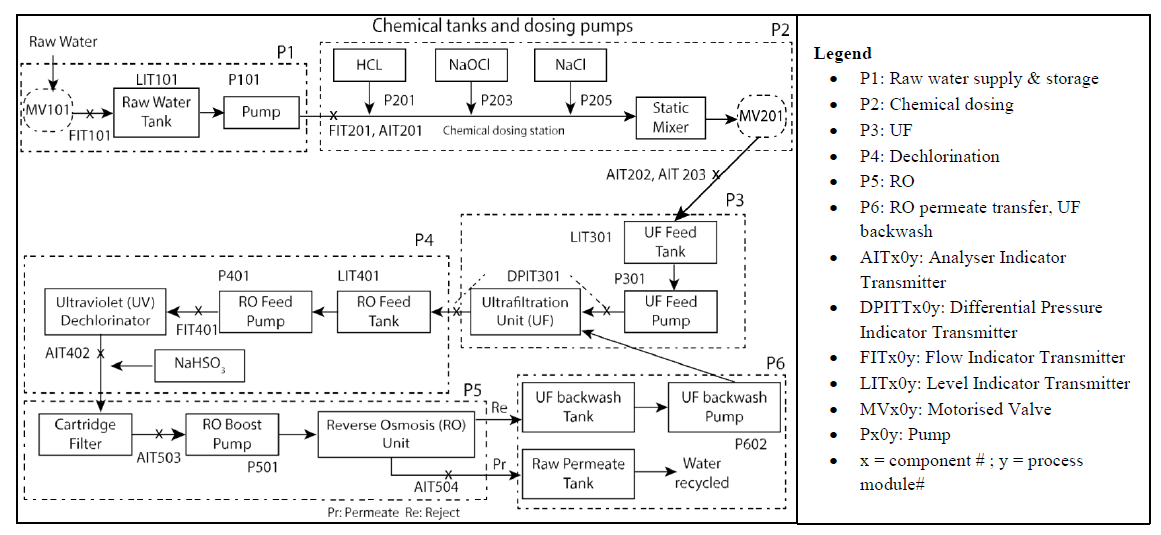 Chemical tanks and dosing pumps
P2
Raw Water
P1
HCL
NaOCl
NaCl
LIT101
P101
P201
P203
P205
MV101
Raw Water
Tank
Pump
Static
Mixer
MV201
FIT101
FIT201, AIT201
Chemical dosing station
AIT202, AIT 203
P3
LIT301
UF Feed
Tank
P4
P401
LIT401
DPIT301
P301
Ultraviolet (UV)
Dechlorinator
RO Feed
Pump
RO Feed
Tank
Ultrafiltration
Unit (UF)
UF Feed
Pump
FIT401
AIT402
NaHSO3
P6
P5
Re
UF backwash
Tank
UF backwash
Pump
Cartridge
Filter
RO Boost
Pump
Reverse Osmosis (RO)
Unit
P602
AIT503
P501
Pr
Raw Permeate
Tank
Water
recycled
AIT504
Pr: Permeate Re: Reject
Legend
• P1: Raw water supply & storage
• P2: Chemical dosing
• P3: UF
• P4: Dechlorination
• P5: RO
• P6: RO permeate transfer, UF
backwash
• AITx0y: Analyser Indicator
Transmitter
• DPITTx0y: Differential Pressure
Indicator Transmitter
• FITx0y: Flow Indicator Transmitter
• LITx0y: Level Indicator Transmitter
• MVx0y: Motorised Valve
• Px0y: Pump
• x = component # ; y = process
module#